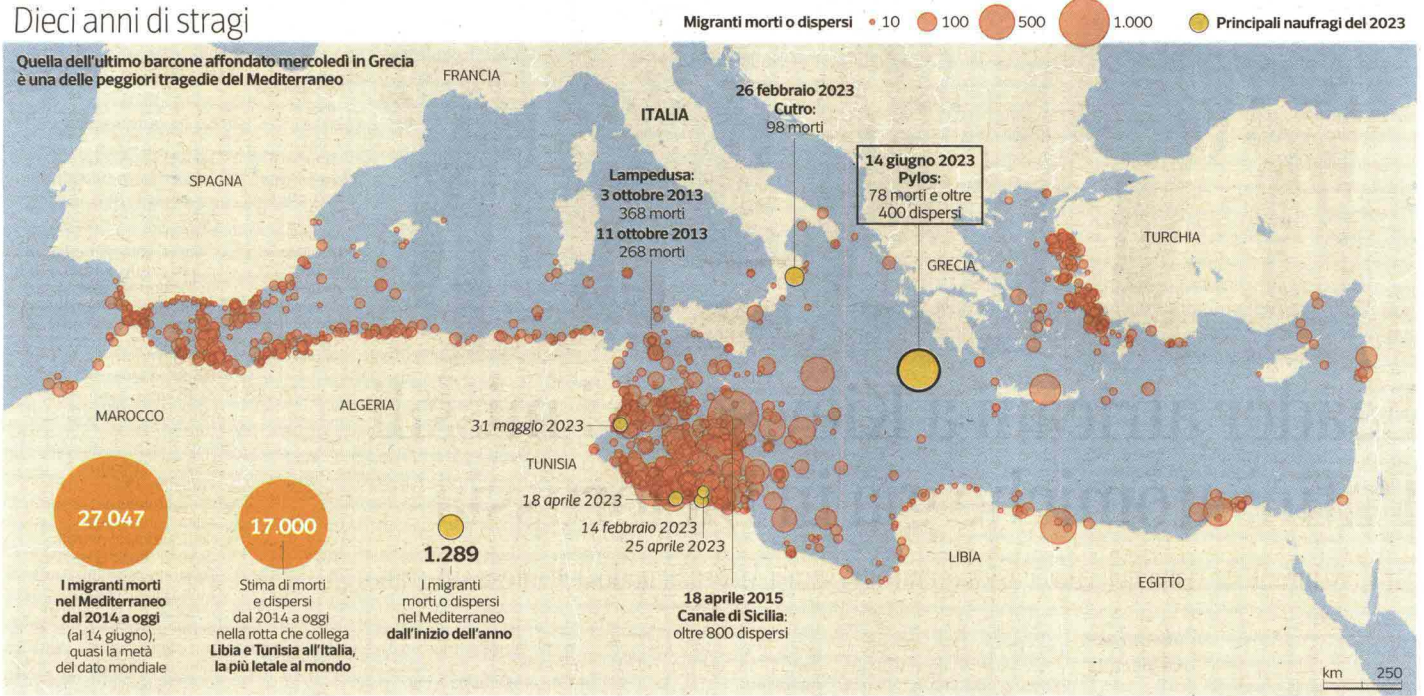 Dieci anni di stragi
Migranti morti o dispersi
10
100
500
1.000
Principali naufragi del 2023
Quella dell'ultimo barcone affondato mercoledì in Grecia
è una delle peggiori tragedie del Mediterraneo
FRANCIA
SPAGNA
ITALIA
26 febbraio 2023
Cutro:
98 morti
14 giugno 2023
Pylos:
78 morti e oltre
400 dispersi
Lampedusa:
3 ottobre 2013
368 morti
11 ottobre 2013
268 morti
GRECIA
TURCHIA
MAROCCO
ALGERIA
31 maggio 2023
TUNISIA
18 aprile 2023
14 febbraio 2023
25 aprile 2023
LIBIA
EGITTO
18 aprile 2015
Canale di Sicilia:
oltre 800 dispersi
27.047
I migranti morti
nel Mediterraneo
dal 2014 a oggi
(al 14 giugno),
quasi la metà
del dato mondiale
17.000
Stima di morti
e dispersi
dal 2014 a oggi
nella rotta che collega
Libia e Tunisia all'Italia,
la più letale al mondo
1.289
I migranti
morti o dispersi
nel Mediterraneo
dall'inizio dell'anno
km 250